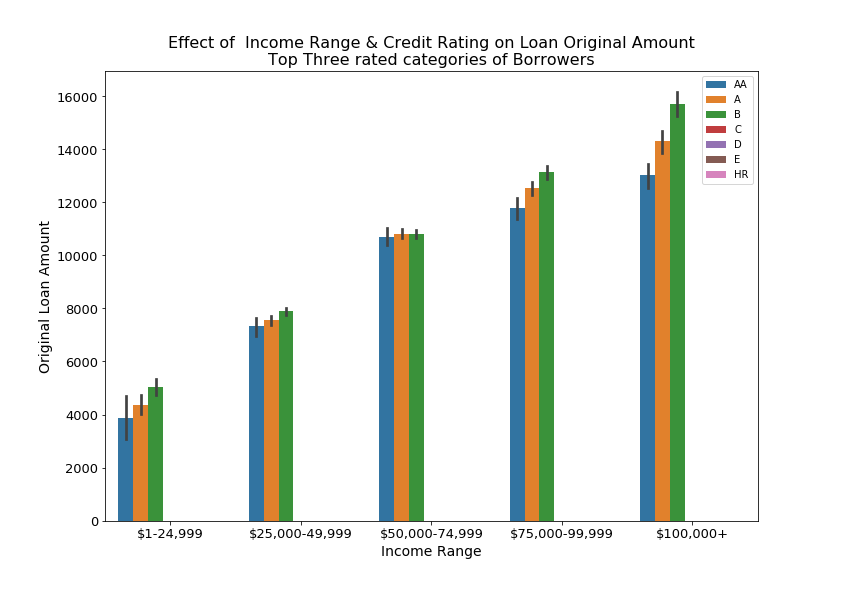 Effect of  Income Range & Credit Rating on Loan Original Amount
Top Three rated categories of Borrowers
16000
14000
12000
10000
8000
6000
4000
2000
0
Original Loan Amount
AA
A
B
C
D
E
HR
$1-24,999
$25,000-49,999
$50,000-74,999
$75,000-99,999
$100,000+
Income Range